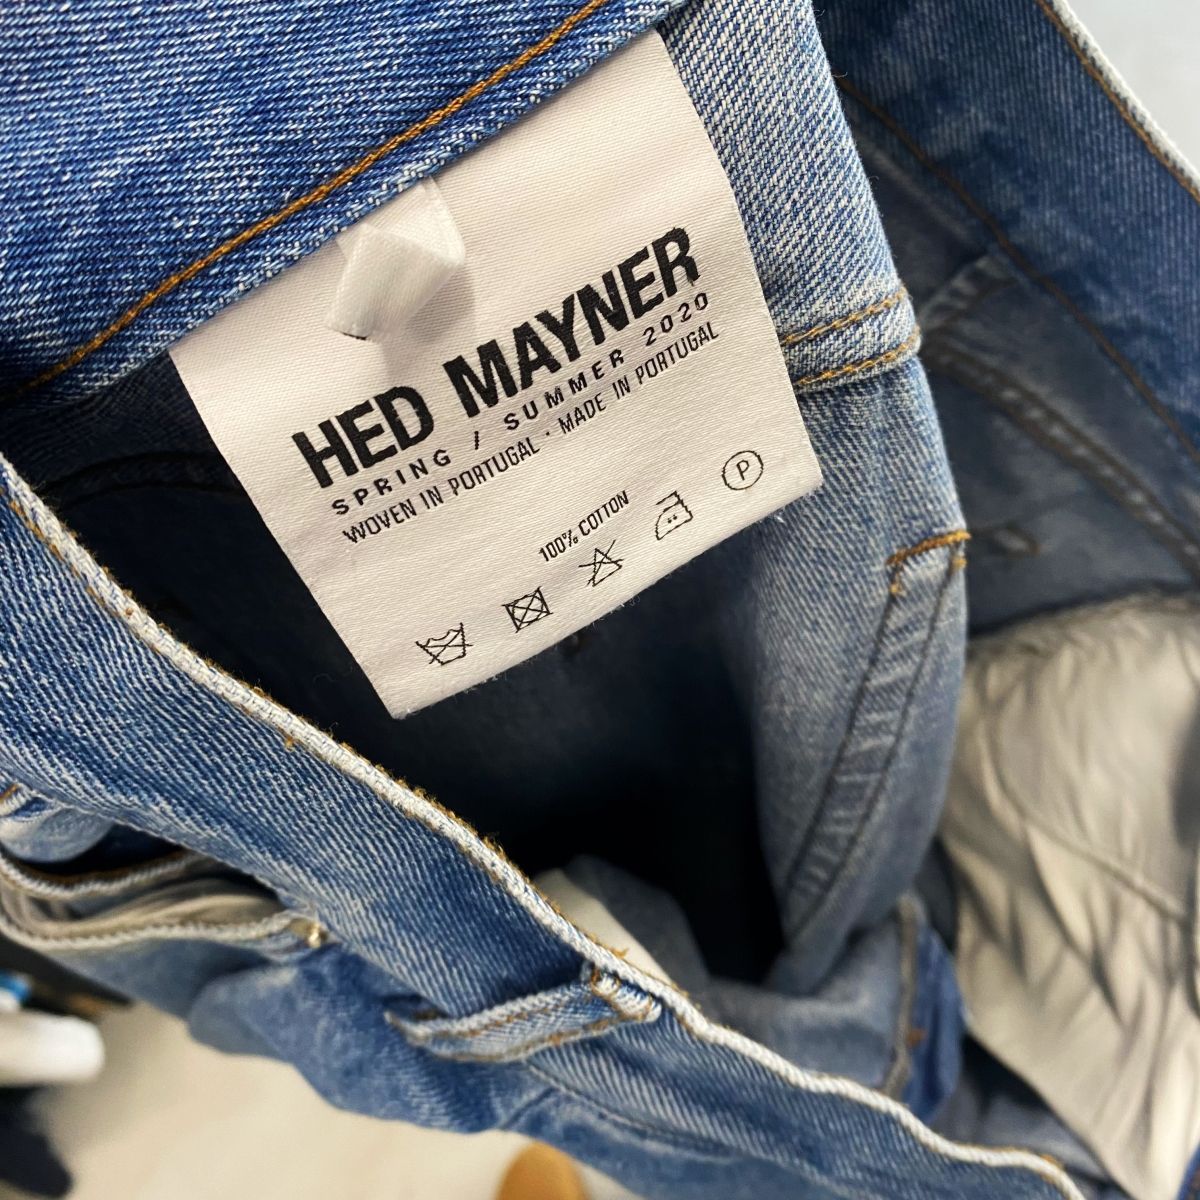 HED MAYNER
SPRING / SUMMER 2020
WOVEN IN PORTUGAL · MADE IN PORTUGAL
100% COTTON
P